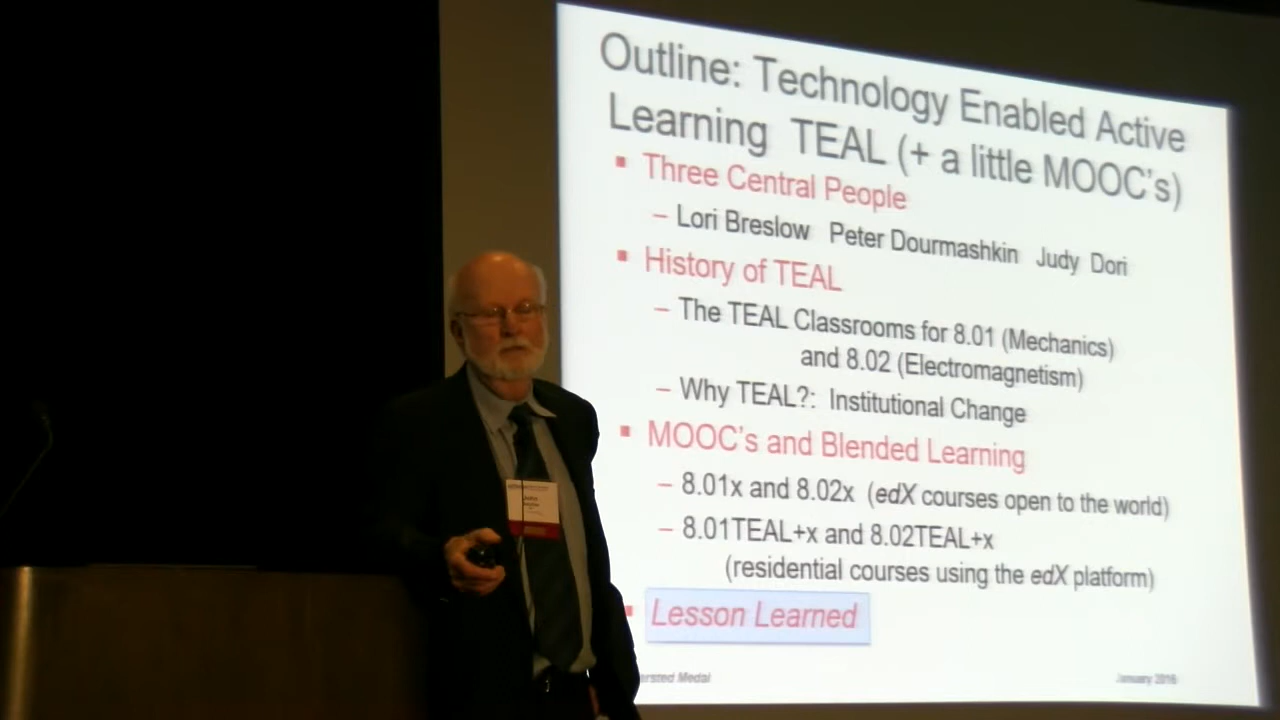 Outline: Technology Enabled Active
Learning TEAL (+ a little MOOC's)
▪ Three Central People
– Lori Breslow Peter Dourmashkin Judy Dori
▪ History of TEAL
– The TEAL Classrooms for 8.01 (Mechanics)
and 8.02 (Electromagnetism)
– Why TEAL?: Institutional Change
▪ MOOC's and Blended Learning
– 8.01x and 8.02x (edX courses open to the world)
– 8.01TEAL+x and 8.02TEAL+x
(residential courses using the edX platform)
▪ Lesson Learned
ersted Medal
January 2016
John